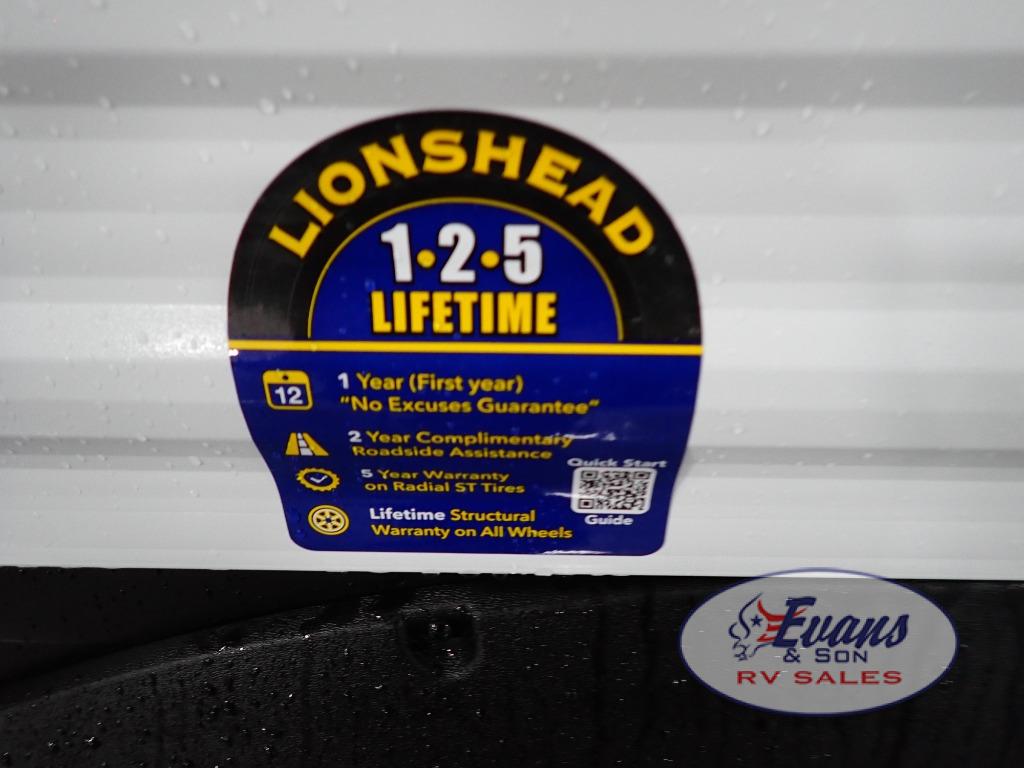 LIONSHEAD
1•2•5
LIFETIME
12
1 Year (First year)
"No Excuses Guarantee"
2 Year Complimentary
Roadside Assistance
5 Year Warranty
on Radial ST Tires
Quick Start
Guide
Lifetime Structural
Warranty on All Wheels
Evans
& SON
RV SALES